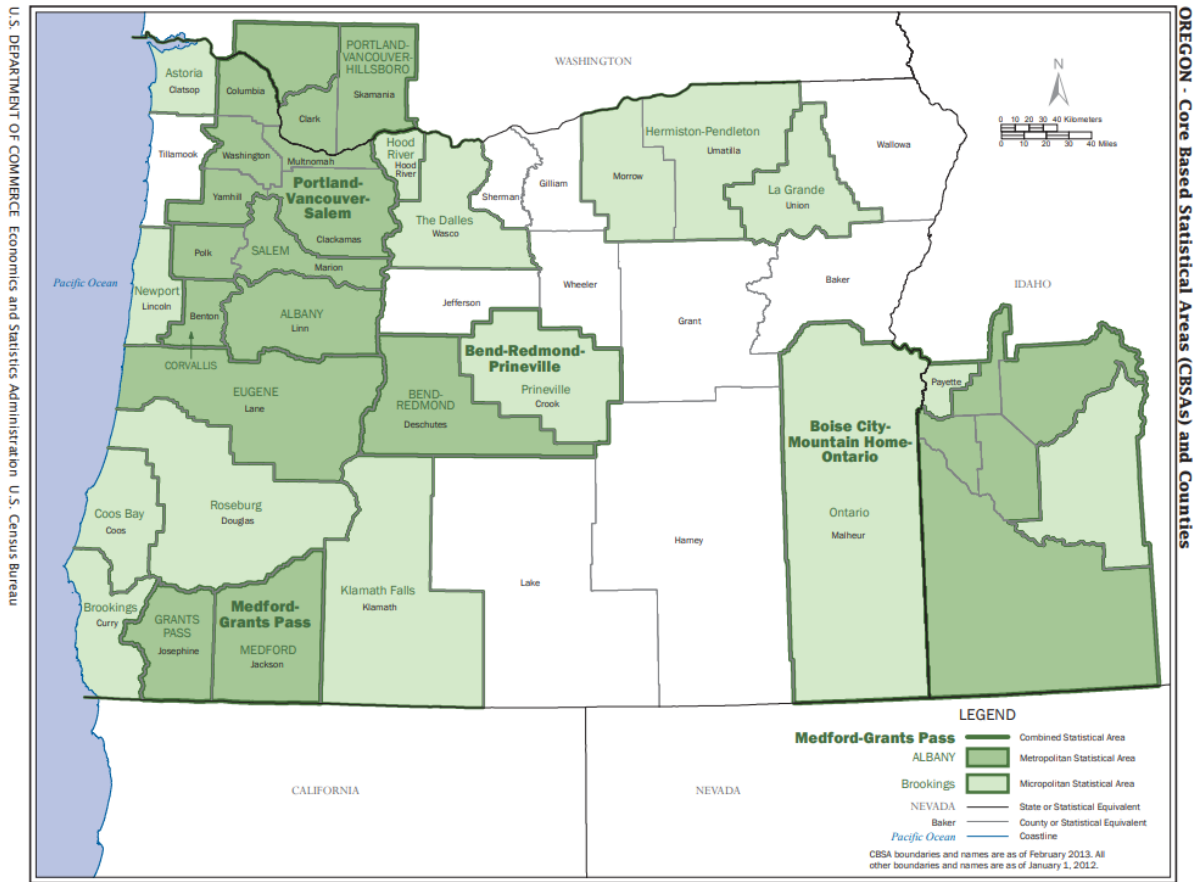 OREGON - Core Based Statistical Areas (CBSAs) and Counties
U.S. DEPARTMENT OF COMMERCE Economics and Statistics Administration U.S. Census Bureau
WASHINGTON
N
0 10 20 30 40 Kilometers
0 10 20 30 40 Miles
PORTLAND-
VANCOUVER-
HILLSBORO
Skamania
Astoria
Clatsop
Columbia
Clark
Tillamook
Washington
Multnomah
Hood
River
Hood
River
Hermiston-Pendleton
Umatilla
Morrow
Wallowa
Gilliam
Sherman
La Grande
Union
Yamhill
Portland-
Vancouver-
Salem
Clackamas
The Dalles
Wasco
Polk
SALEM
Marion
Pacific Ocean
Newport
Lincoln
Benton
ALBANY
Linn
CORVALLIS
Jefferson
Wheeler
Grant
Baker
IDAHO
Bend-Redmond-
Prineville
Prineville
Crook
BEND-
REDMOND
Deschutes
EUGENE
Lane
Payette
Boise City-
Mountain Home-
Ontario
Ontario
Malheur
Coos Bay
Coos
Roseburg
Douglas
Harney
Lake
Klamath Falls
Klamath
Brookings
Curry
GRANTS
PASS
Josephine
Medford-
Grants Pass
MEDFORD
Jackson
CALIFORNIA
NEVADA
LEGEND
Medford-Grants Pass Combined Statistical Area
ALBANY Metropolitan Statistical Area
Brookings Micropolitan Statistical Area
NEVADA State or Statistical Equivalent
Baker County or Statistical Equivalent
Pacific Ocean Coastline
CBSA boundaries and names are as of February 2013. All
other boundaries and names are as of January 1, 2012.